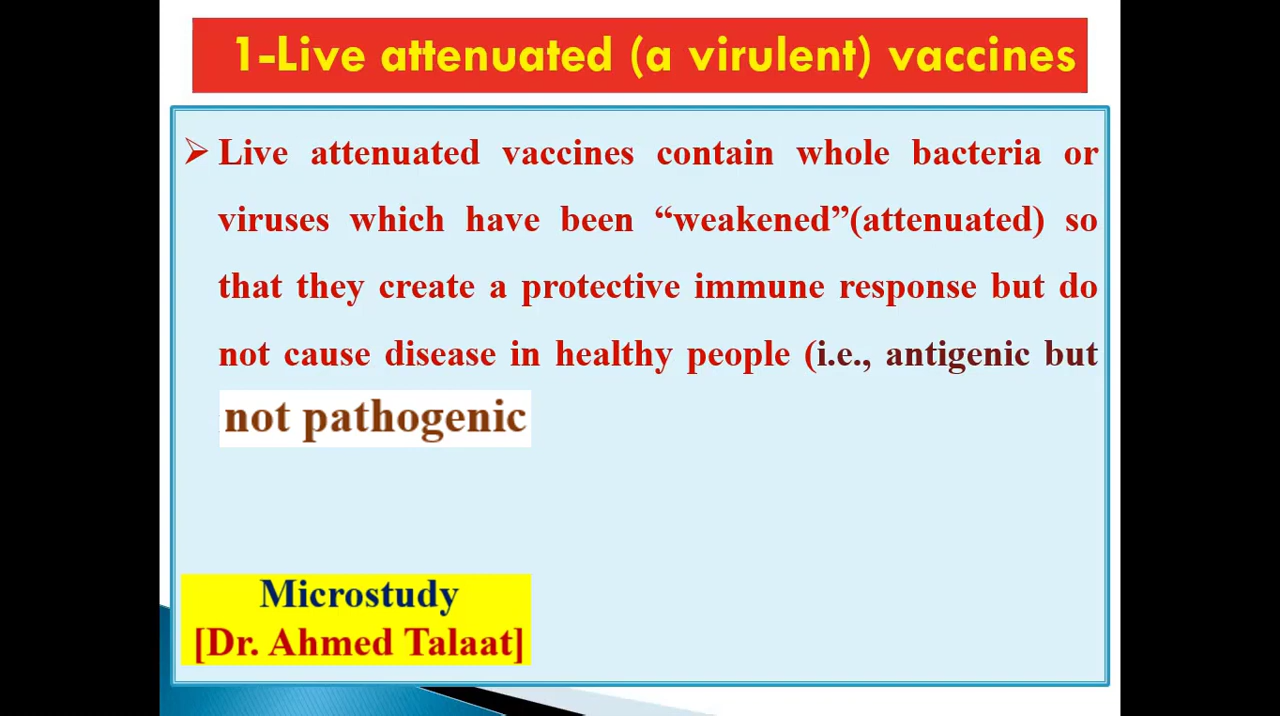 1-Live attenuated (a virulent) vaccines
➢ Live attenuated vaccines contain whole bacteria or
viruses which have been “weakened”(attenuated) so
that they create a protective immune response but do
not cause disease in healthy people (i.e., antigenic but
not pathogenic
Microstudy
[Dr. Ahmed Talaat]